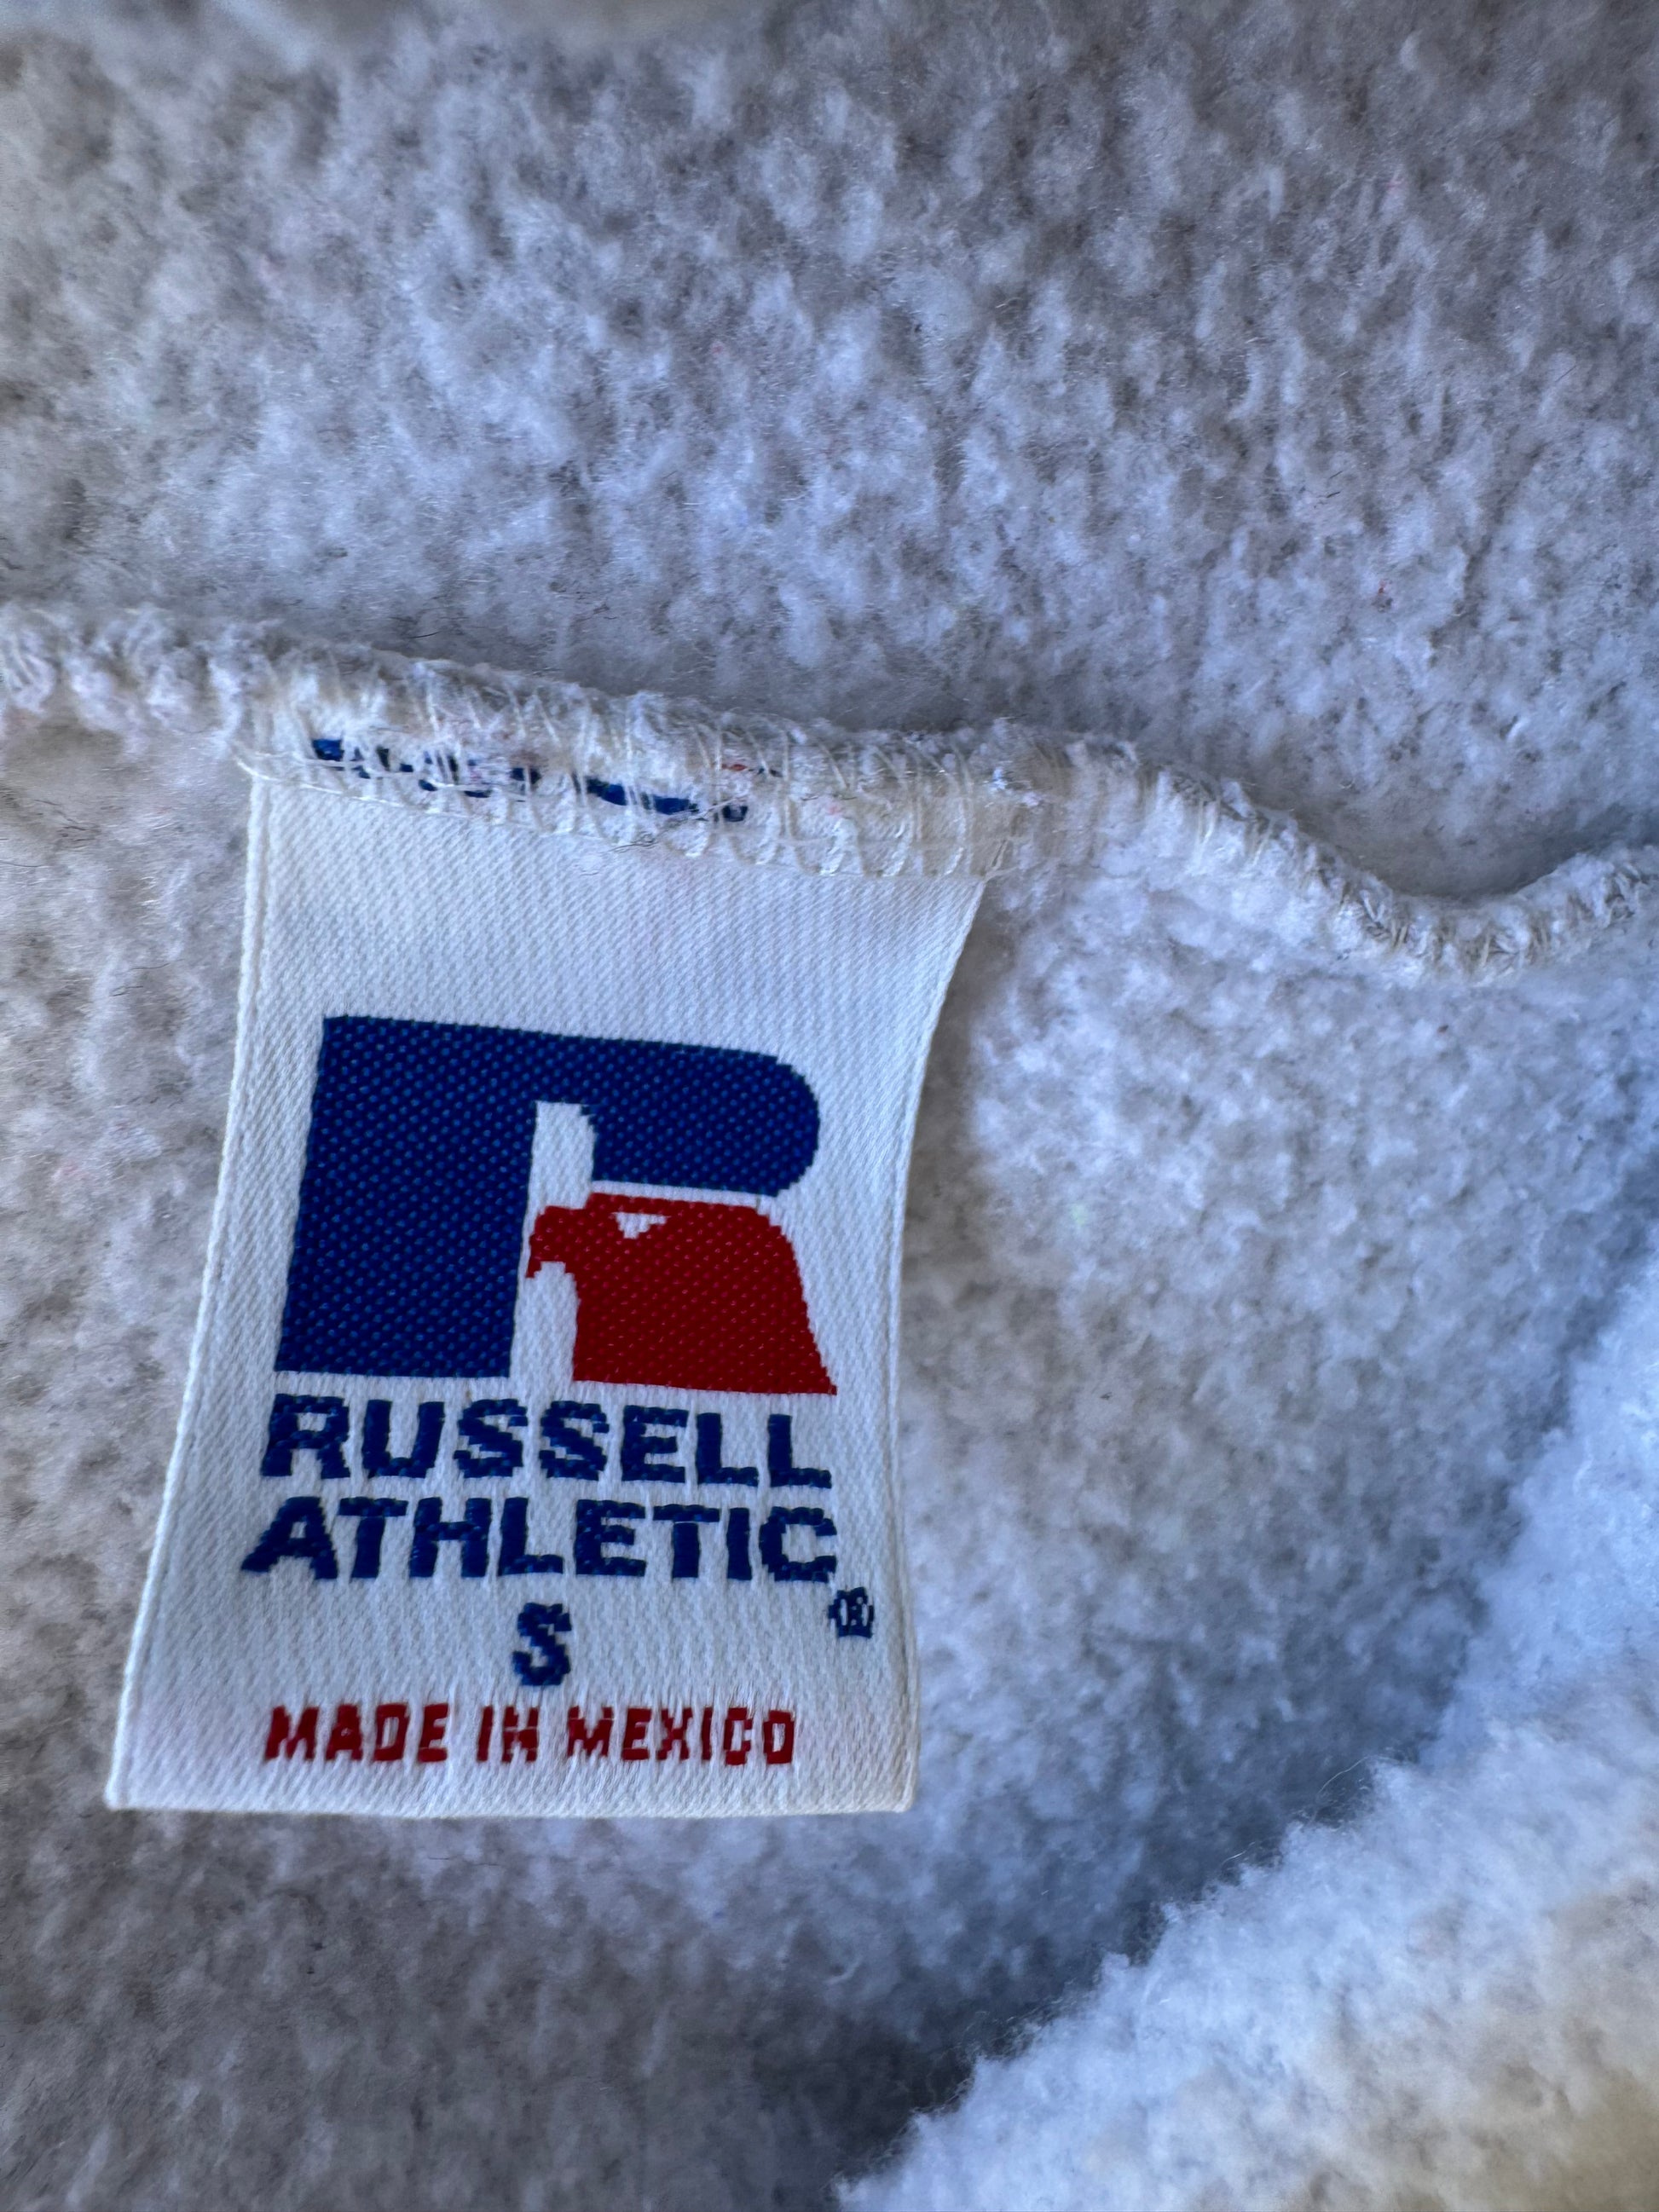 RUSSELL
ATHLETIC®
S
MADE IN MEXICO